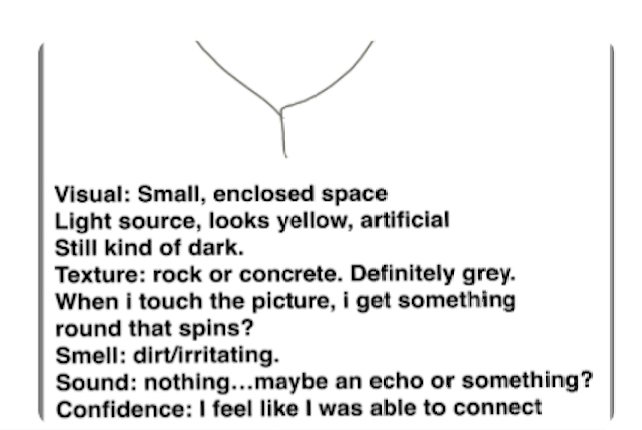 Visual: Small, enclosed space
Light source, looks yellow, artificial
Still kind of dark.
Texture: rock or concrete. Definitely grey.
When i touch the picture, i get something
round that spins?
Smell: dirt/irritating.
Sound: nothing...maybe an echo or something?
Confidence: I feel like I was able to connect